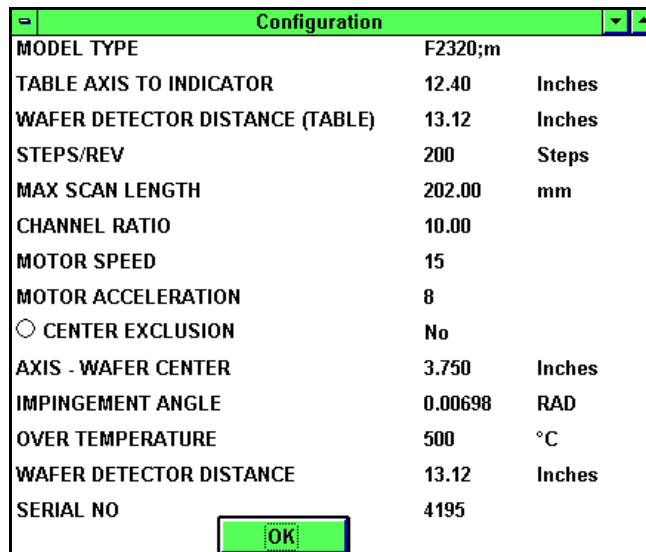 Configuration
MODEL TYPE F2320;m
TABLE AXIS TO INDICATOR 12.40 Inches
WAFER DETECTOR DISTANCE (TABLE) 13.12 Inches
STEPS/REV 200 Steps
MAX SCAN LENGTH 202.00 mm
CHANNEL RATIO 10.00
MOTOR SPEED 15
MOTOR ACCELERATION 8
CENTER EXCLUSION No
AXIS - WAFER CENTER 3.750 Inches
IMPINGEMENT ANGLE 0.00698 RAD
OVER TEMPERATURE 500 °C
WAFER DETECTOR DISTANCE 13.12 Inches
SERIAL NO 4195
OK